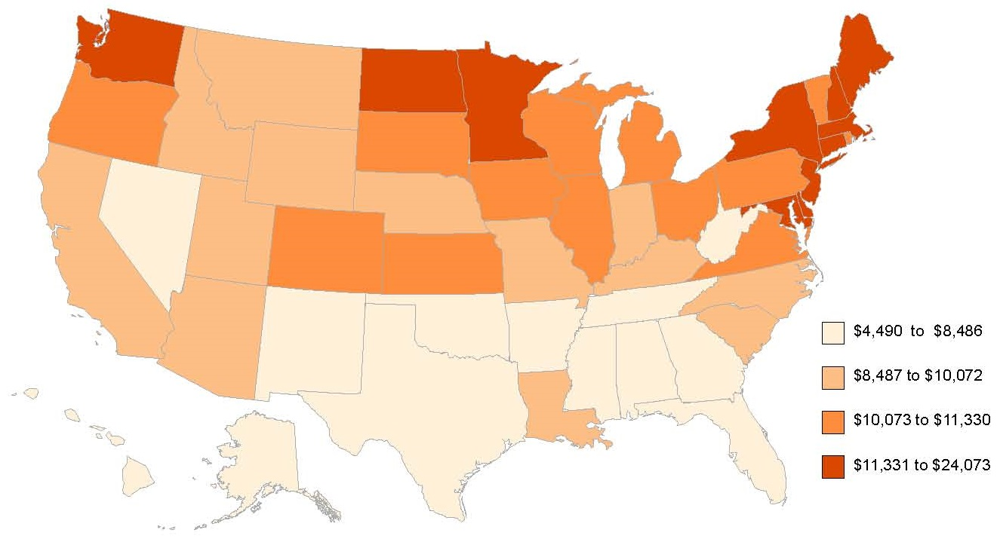 $4,490 to $8,486
$8,487 to $10,072
$10,073 to $11,330
$11,331 to $24,073